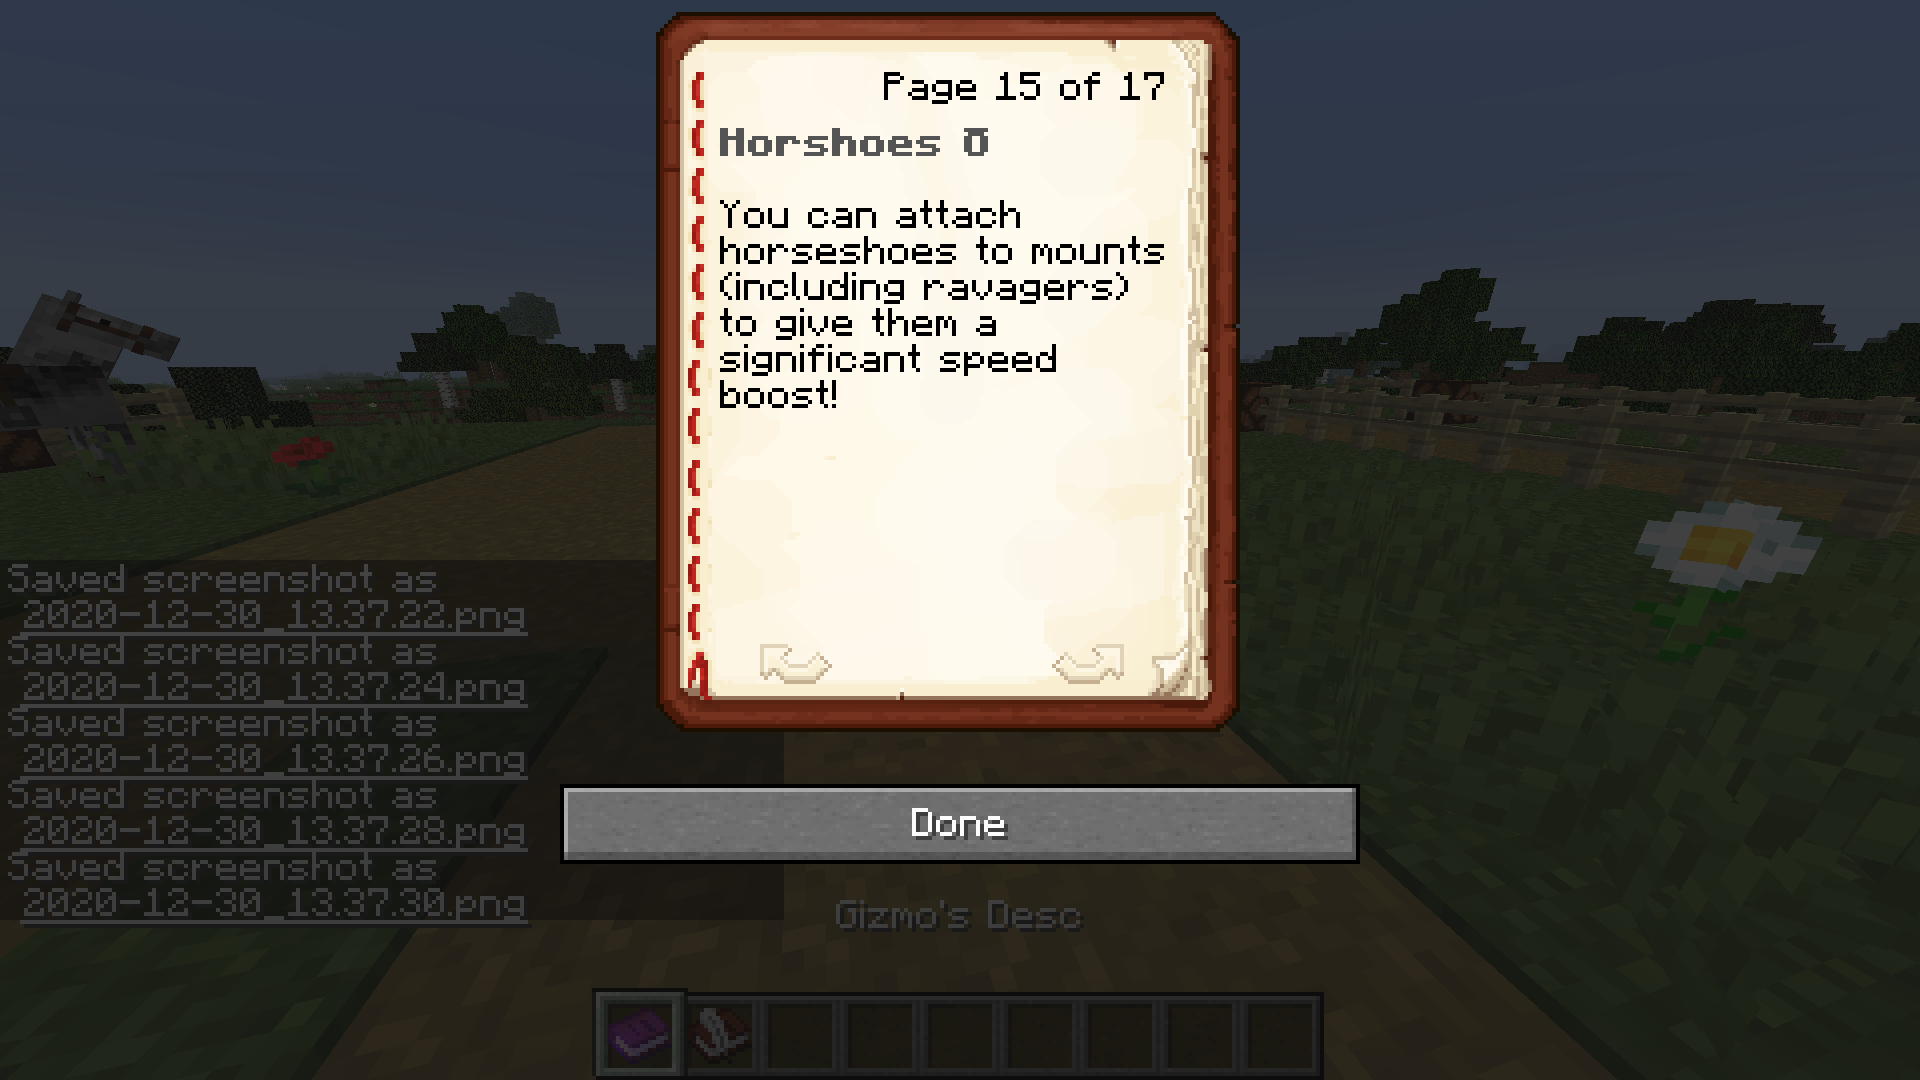 Page 15 of 17
Horshoes Ʊ
You can attach
horseshoes to mounts
(including ravagers)
to give them a
significant speed
boost!
Saved screenshot as
2020-12-30_13.37.22.png
Saved screenshot as
2020-12-30_13.37.24.png
Saved screenshot as
2020-12-30_13.37.26.png
Saved screenshot as
2020-12-30_13.37.28.png
Saved screenshot as
2020-12-30_13.37.30.png
Done
Gizmo's Desc